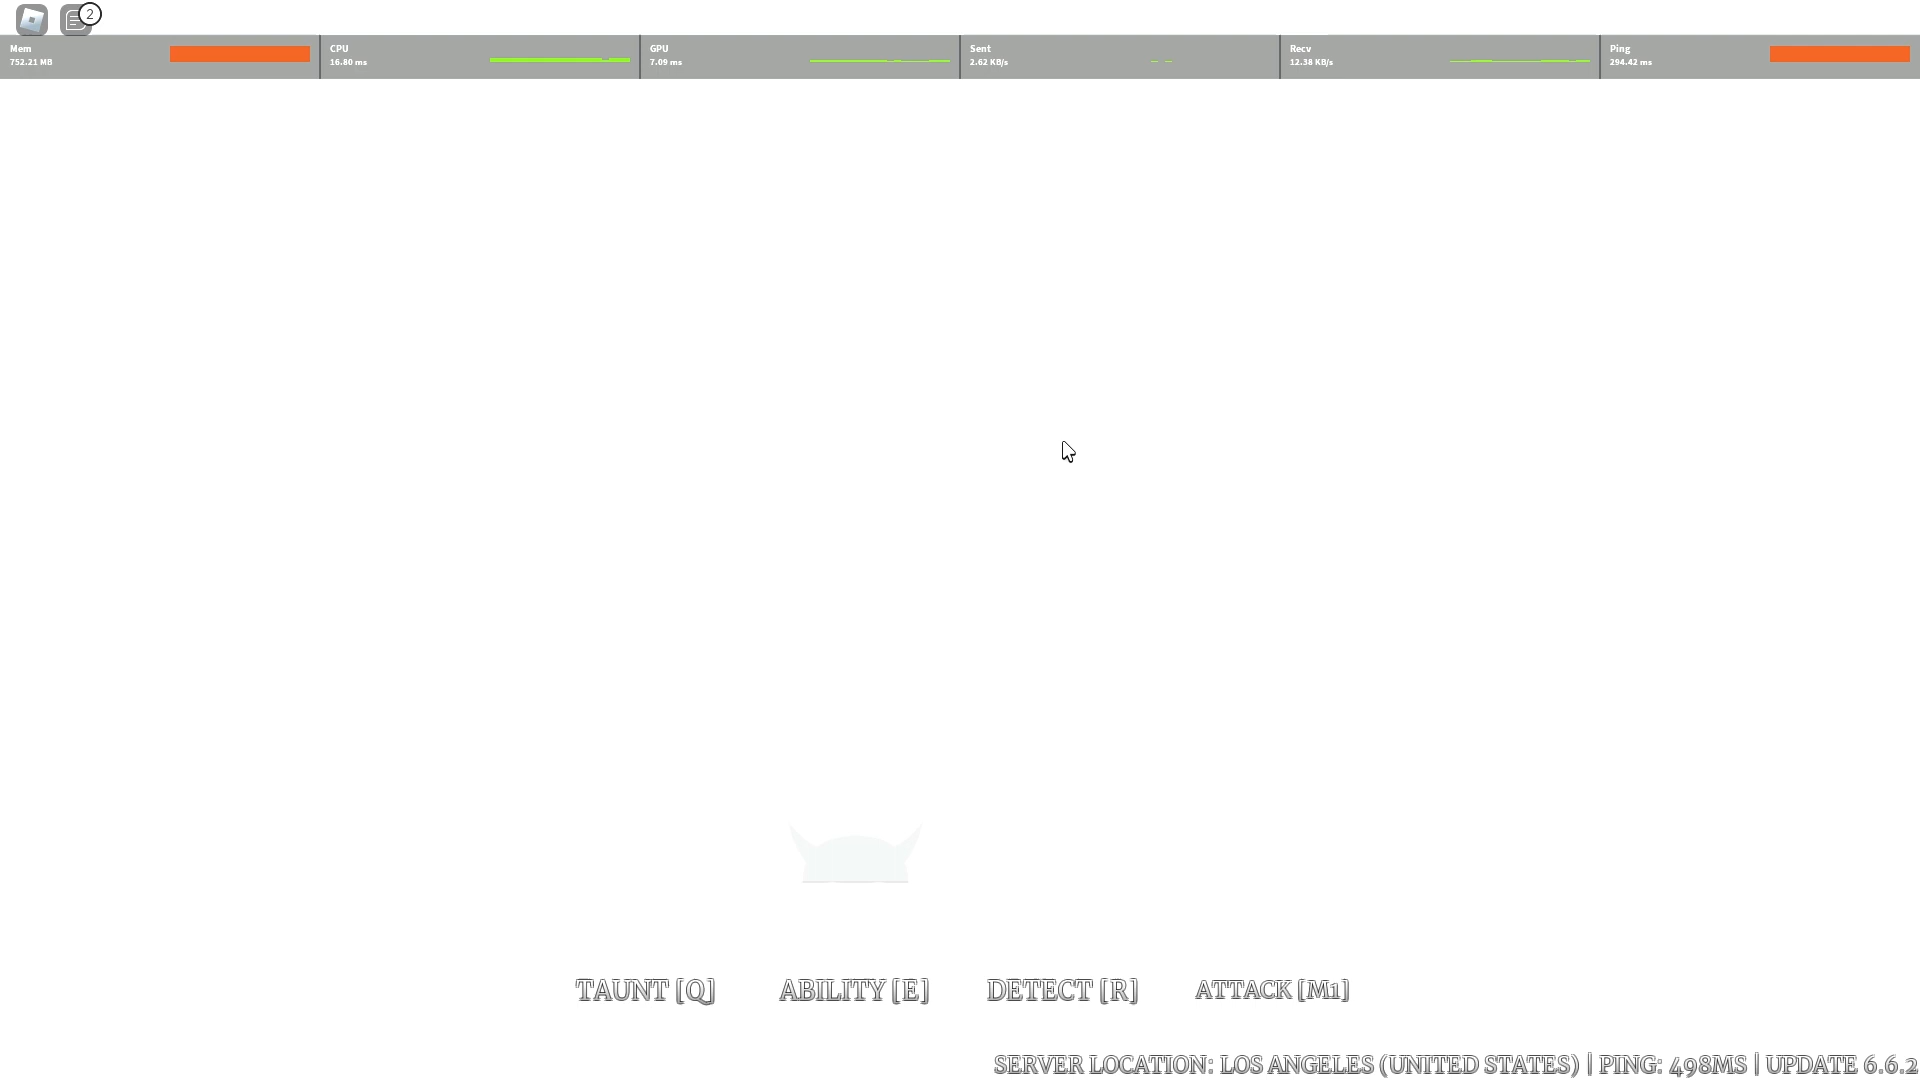 2
Mem
752.21 MB
CPU
16.80 ms
GPU
7.09 ms
Sent
2.62 KB/s
Recv
12.38 KB/s
Ping
294.42 ms
TAUNT [Q]
ABILITY [E]
DETECT [R]
ATTACK [M1]
SERVER LOCATION: LOS ANGELES (UNITED STATES) | PING: 498MS | UPDATE 6.6.2